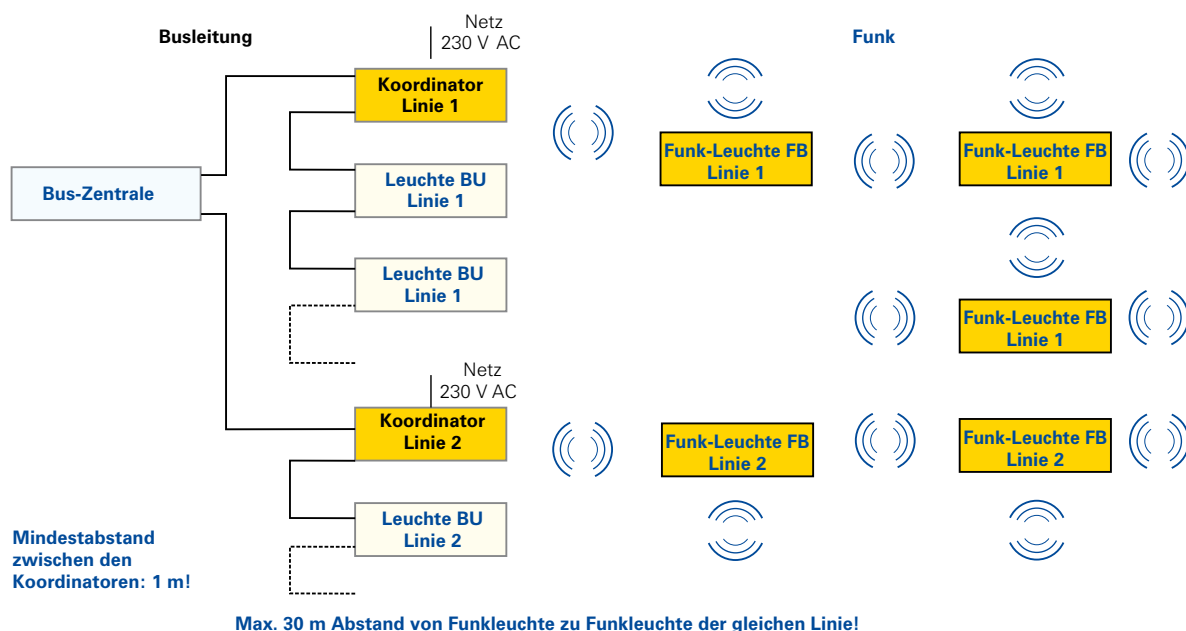 Busleitung
Netz
230 V AC
Funk
Koordinator
Linie 1
Funk-Leuchte FB
Linie 1
Funk-Leuchte FB
Linie 1
Bus-Zentrale
Leuchte BU
Linie 1
Leuchte BU
Linie 1
Funk-Leuchte FB
Linie 1
Netz
230 V AC
Koordinator
Linie 2
Funk-Leuchte FB
Linie 2
Funk-Leuchte FB
Linie 2
Leuchte BU
Linie 2
Mindestabstand
zwischen den
Koordinatoren: 1 m!
Max. 30 m Abstand von Funkleuchte zu Funkleuchte der gleichen Linie!